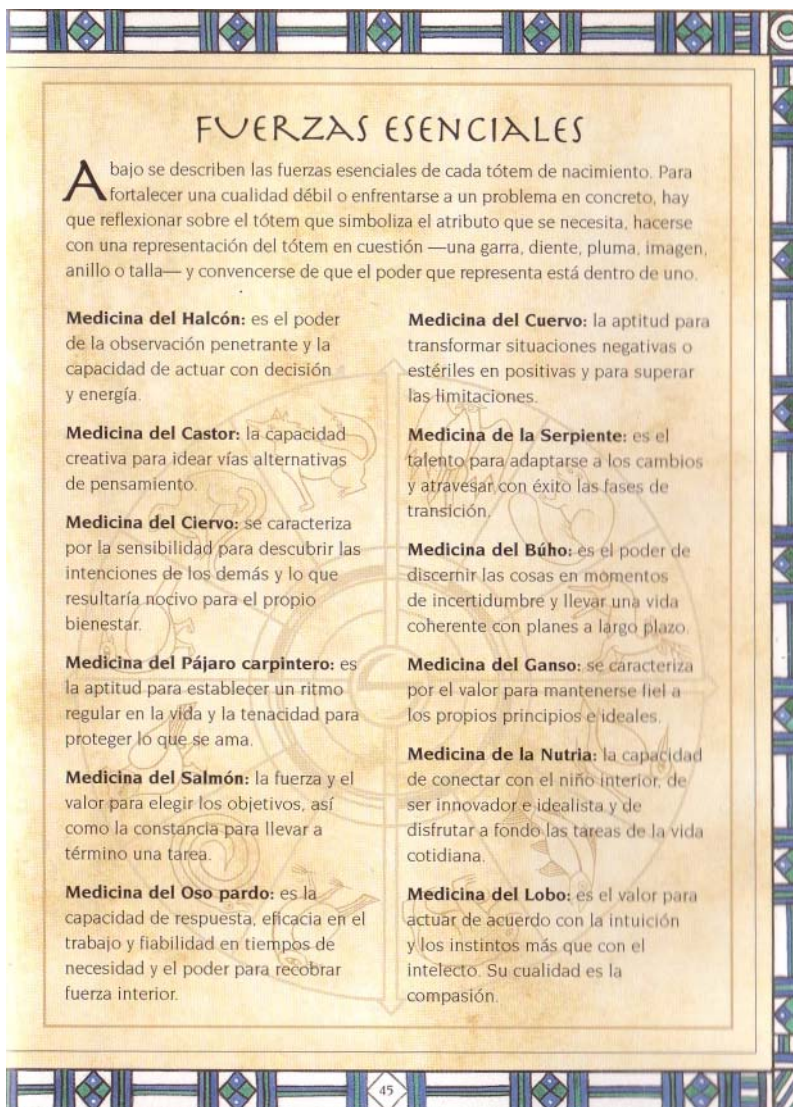 FUERZAS ESENCIALES
Abajo se describen las fuerzas esenciales de cada tótem de nacimiento. Para
fortalecer una cualidad débil o enfrentarse a un problema en concreto, hay
que reflexionar sobre el tótem que simboliza el atributo que se necesita, hacerse
con una representación del tótem en cuestión —una garra, diente, pluma, imagen,
anillo o talla— y convencerse de que el poder que representa está dentro de uno.
Medicina del Halcón: es el poder
de la observación penetrante y la
capacidad de actuar con decisión
y energía.
Medicina del Castor: la capacidad
creativa para idear vías alternativas
de pensamiento.
Medicina del Ciervo: se caracteriza
por la sensibilidad para descubrir las
intenciones de los demás y lo que
resultaría nocivo para el propio
bienestar.
Medicina del Pájaro carpintero: es
la aptitud para establecer un ritmo
regular en la vida y la tenacidad para
proteger lo que se ama.
Medicina del Salmón: la fuerza y el
valor para elegir los objetivos, así
como la constancia para llevar a
término una tarea.
Medicina del Oso pardo: es la
capacidad de respuesta, eficacia en el
trabajo y fiabilidad en tiempos de
necesidad y el poder para recobrar
fuerza interior.
Medicina del Cuervo: la aptitud para
transformar situaciones negativas o
estériles en positivas y para superar
las limitaciones.
Medicina de la Serpiente: es el
talento para adaptarse a los cambios
y atravesar con éxito las fases de
transición.
Medicina del Búho: es el poder de
discernir las cosas en momentos
de incertidumbre y llevar una vida
coherente con planes a largo plazo.
Medicina del Ganso: se caracteriza
por el valor para mantenerse fiel a
los propios principios e ideales.
Medicina de la Nutria: la capacidad
de conectar con el niño interior, de
ser innovador e idealista y de
disfrutar a fondo las tareas de la vida
cotidiana.
Medicina del Lobo: es el valor para
actuar de acuerdo con la intuición
y los instintos más que con el
intelecto. Su cualidad es la
compasión.
45